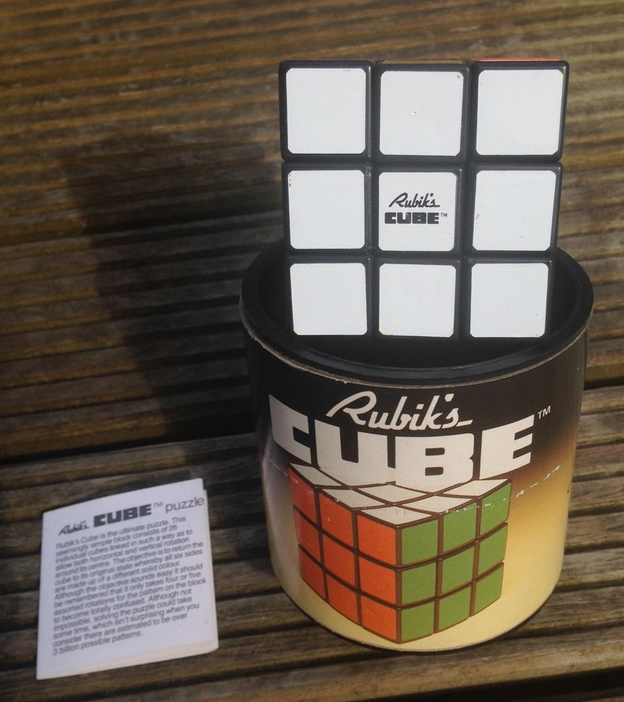 Rubik's
CUBE™
Rubik's
CUBE™
Rubik's CUBE™ puzzle
Rubik's Cube is the ultimate puzzle. This
seemingly simple block consists of 26
individual cubes linked in such a way as to
allow both horizontal and vertical rotation
around its centre. The objective is to return the
cube to its original state whereby all six sides
are made up of a different solid colour.
Although the objective sounds easy it should
be remembered that it only takes four or five
assorted rotations for the pattern on the block
to become totally confused. Although not
impossible, solving the puzzle could take
some time, which isn't surprising when you
consider there are estimated to be over
3 billion possible patterns.